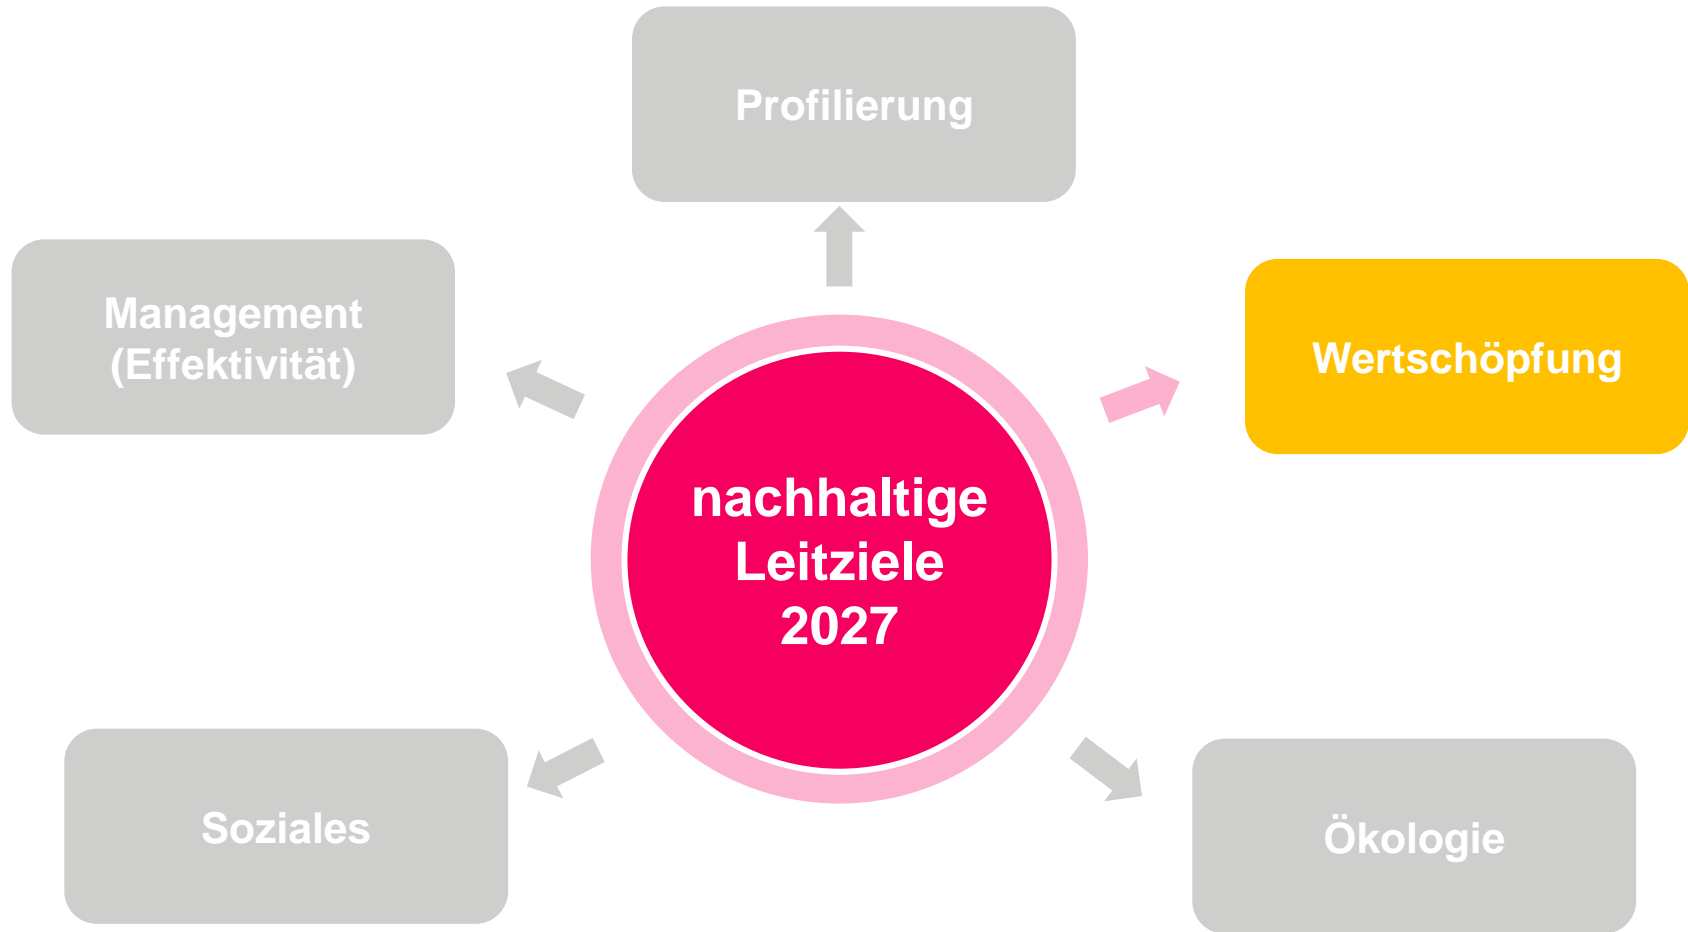 Profilierung
Management
(Effektivität)
Wertschöpfung
nachhaltige
Leitziele
2027
Soziales
Ökologie